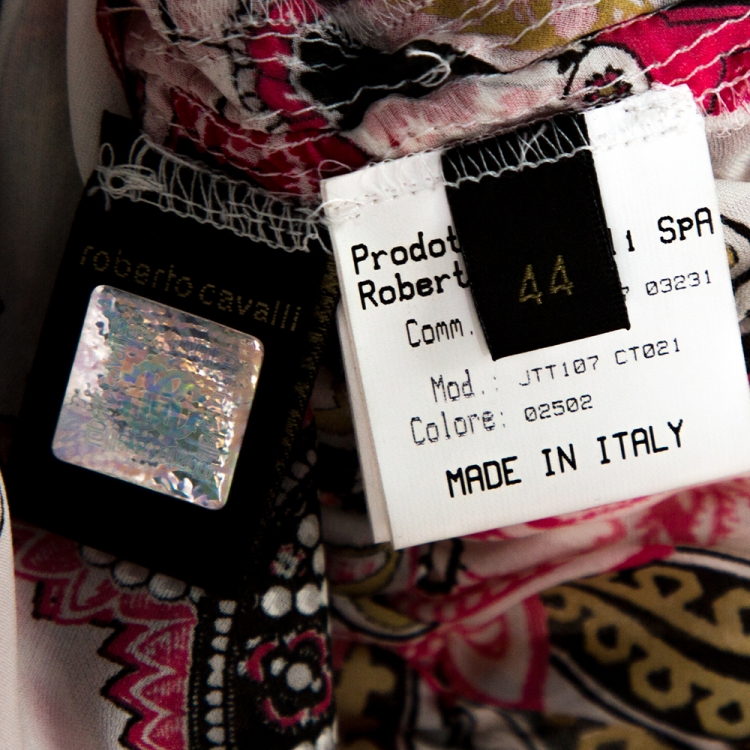 roberto cavalli
44
Prodot
Robert i SpA
Comm. 03231
Mod.: JTT107 CT021
Colore: 02502
MADE IN ITALY